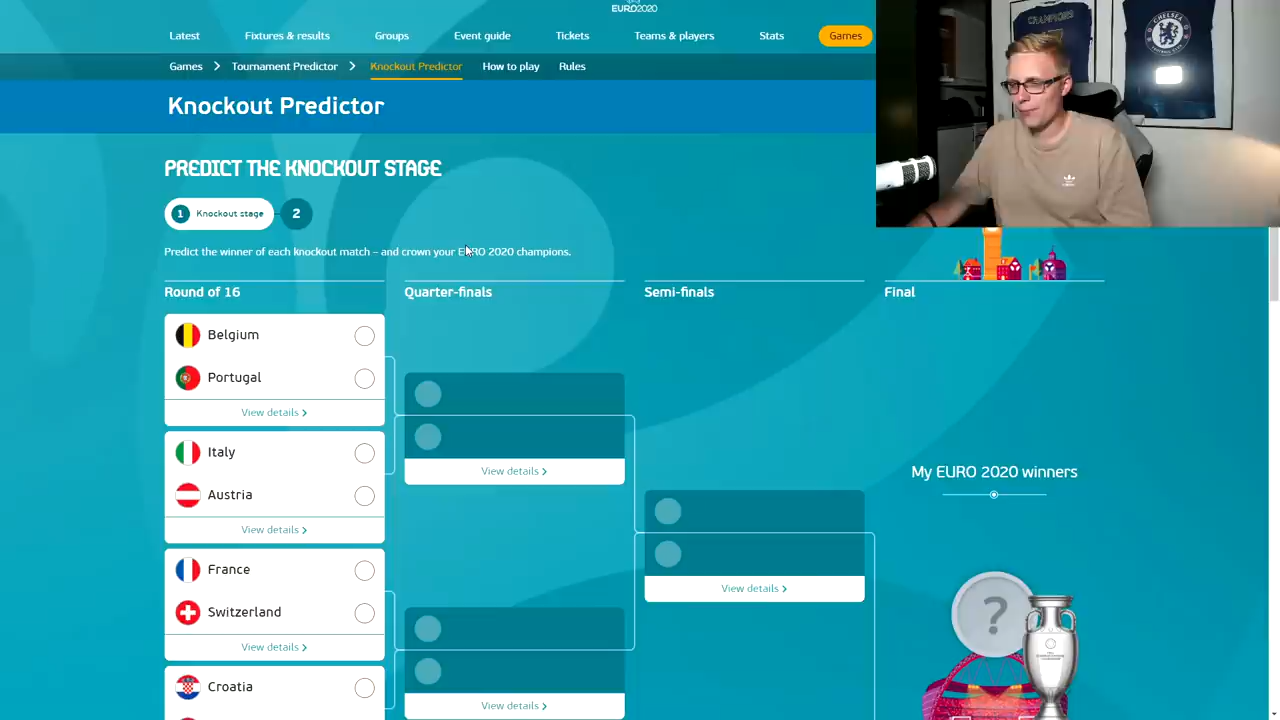 EURO2020
Latest
Fixtures & results
Groups
Event guide
Tickets
Teams & players
Stats
Games
Games
Tournament Predictor
Knockout Predictor
How to play
Rules
Knockout Predictor
PREDICT THE KNOCKOUT STAGE
1 Knockout stage
2
Predict the winner of each knockout match – and crown your EURO 2020 champions.
Round of 16
Quarter-finals
Semi-finals
Final
Belgium
Portugal
View details
Italy
Austria
View details
France
Switzerland
View details
Croatia
View details
View details
View details
My EURO 2020 winners
?
CHAMPIONS
CHELSEA